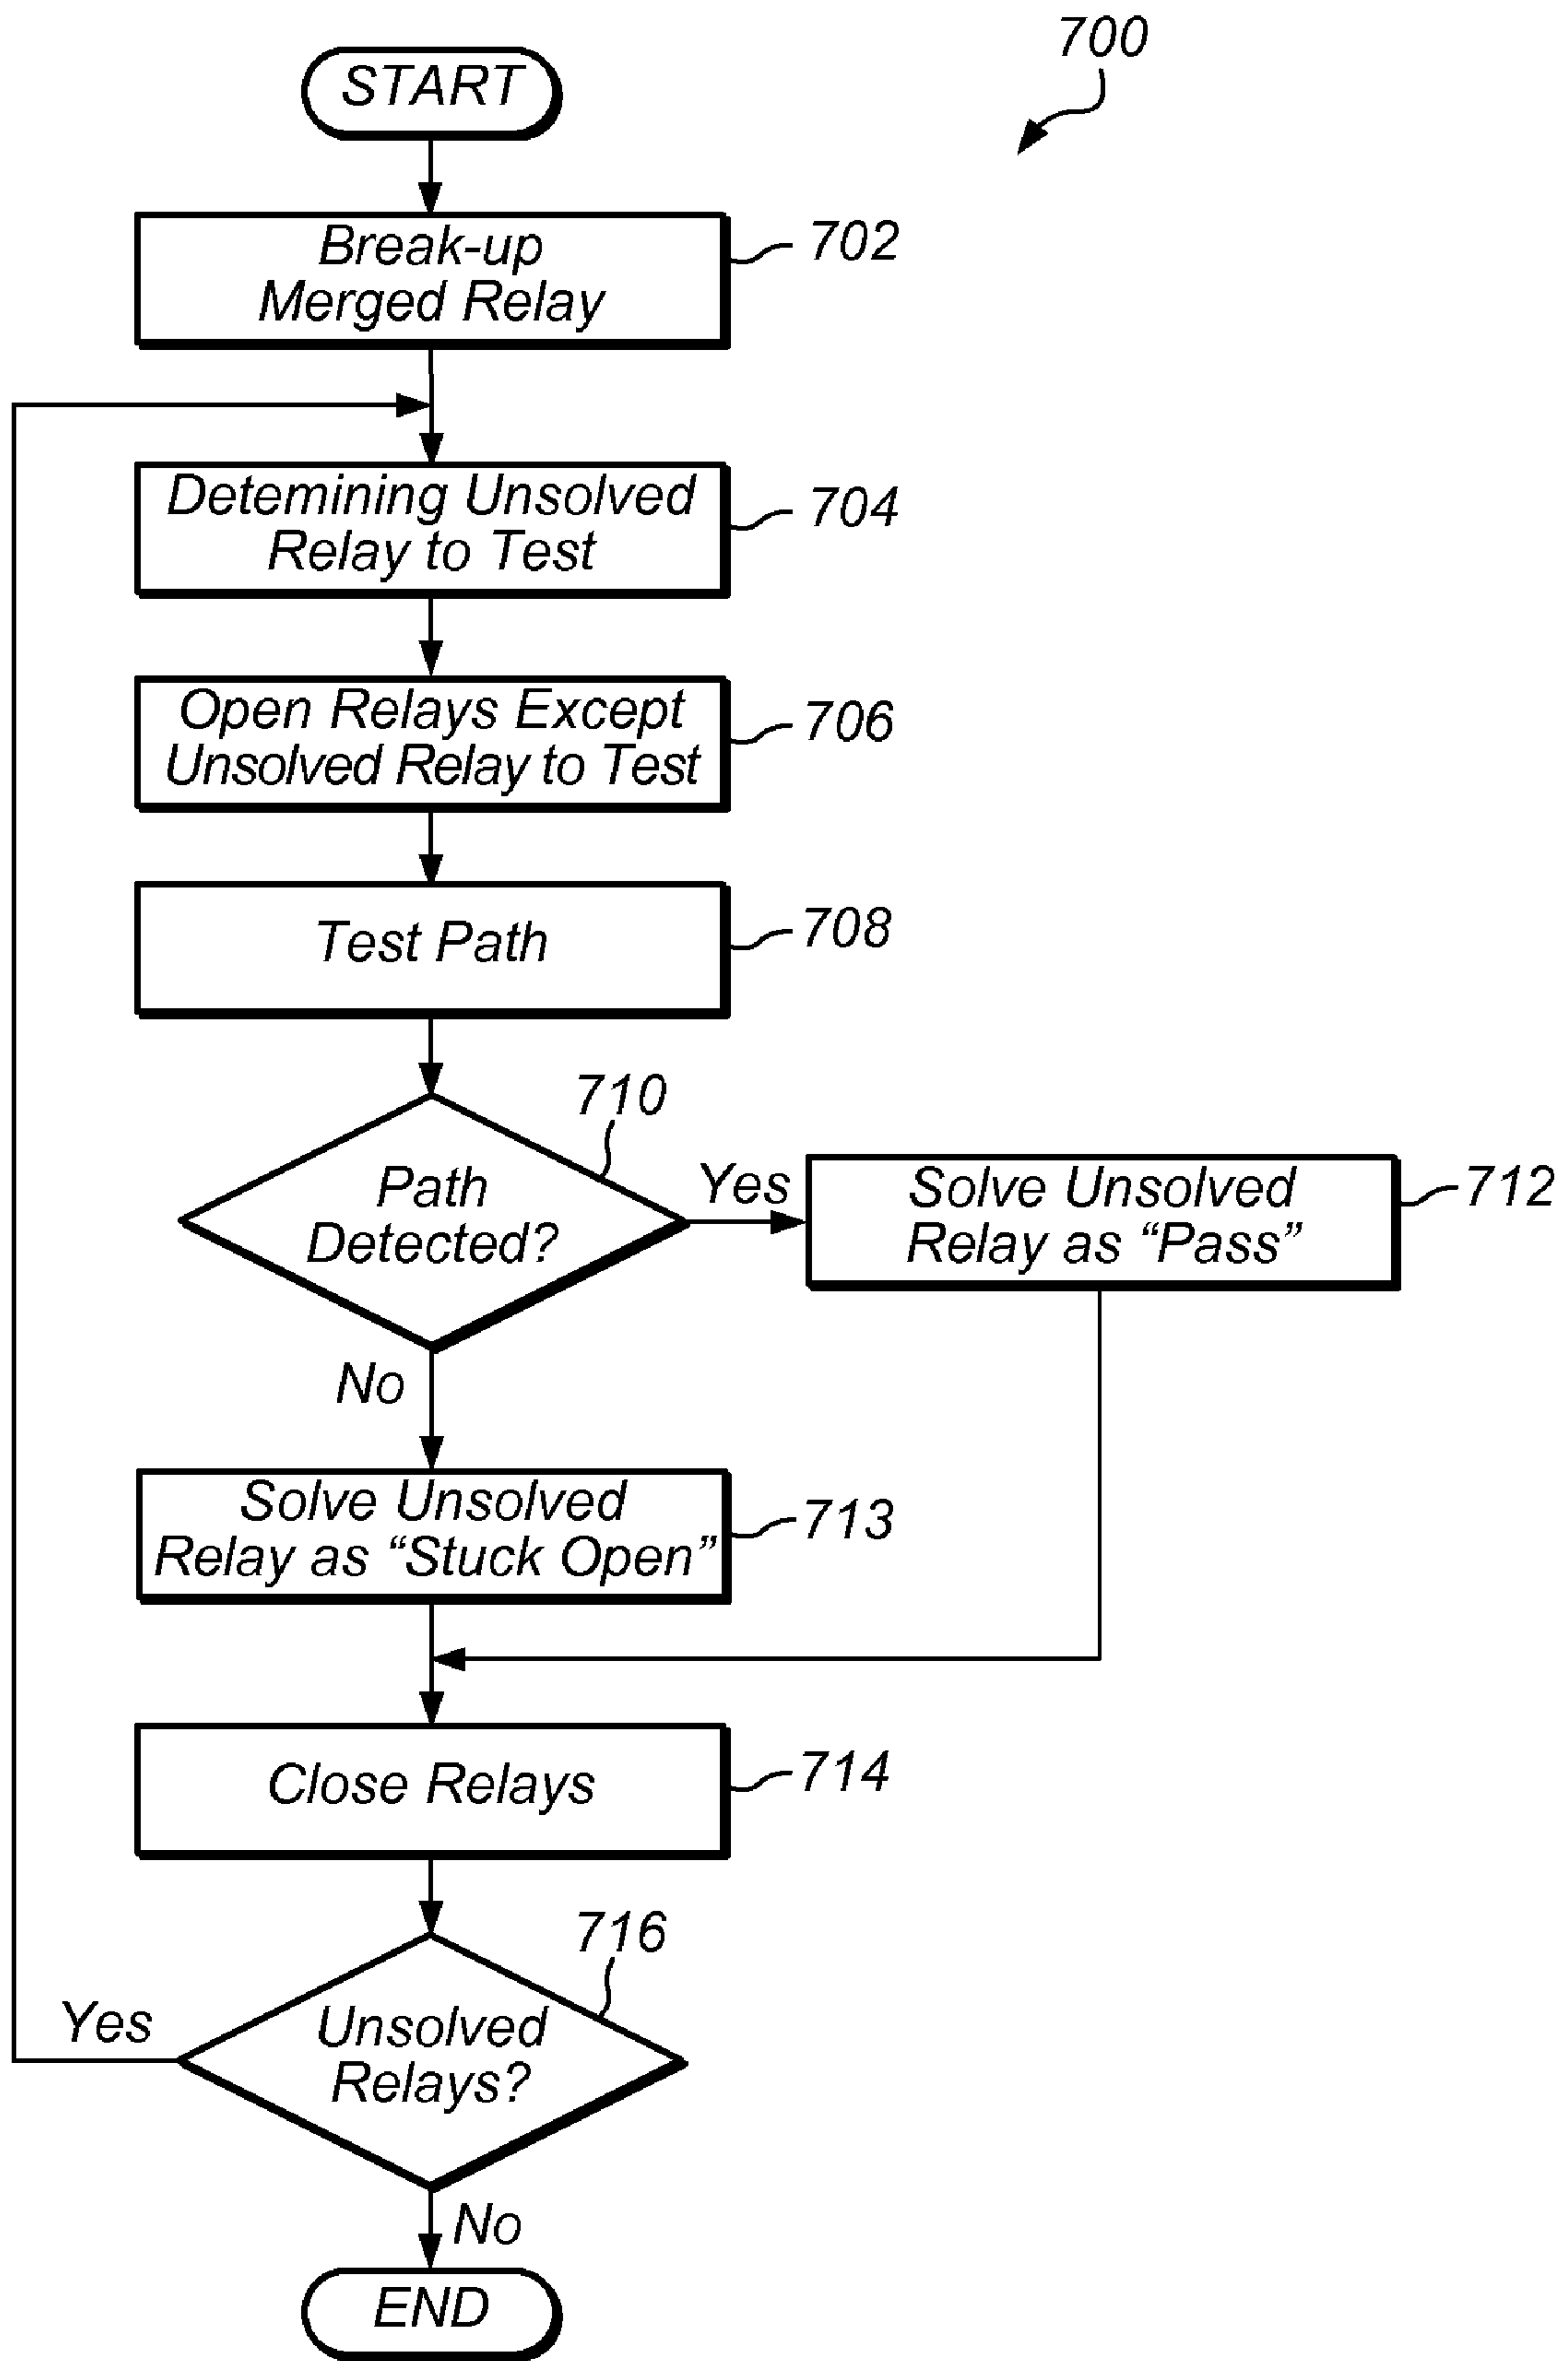 700
START
Break-up
Merged Relay
702
Detemining Unsolved
Relay to Test
704
Open Relays Except
Unsolved Relay to Test
706
Test Path
708
710
Path
Detected?
Yes
Solve Unsolved
Relay as “Pass”
712
No
Solve Unsolved
Relay as “Stuck Open”
713
Close Relays
714
716
Unsolved
Relays?
Yes
No
END